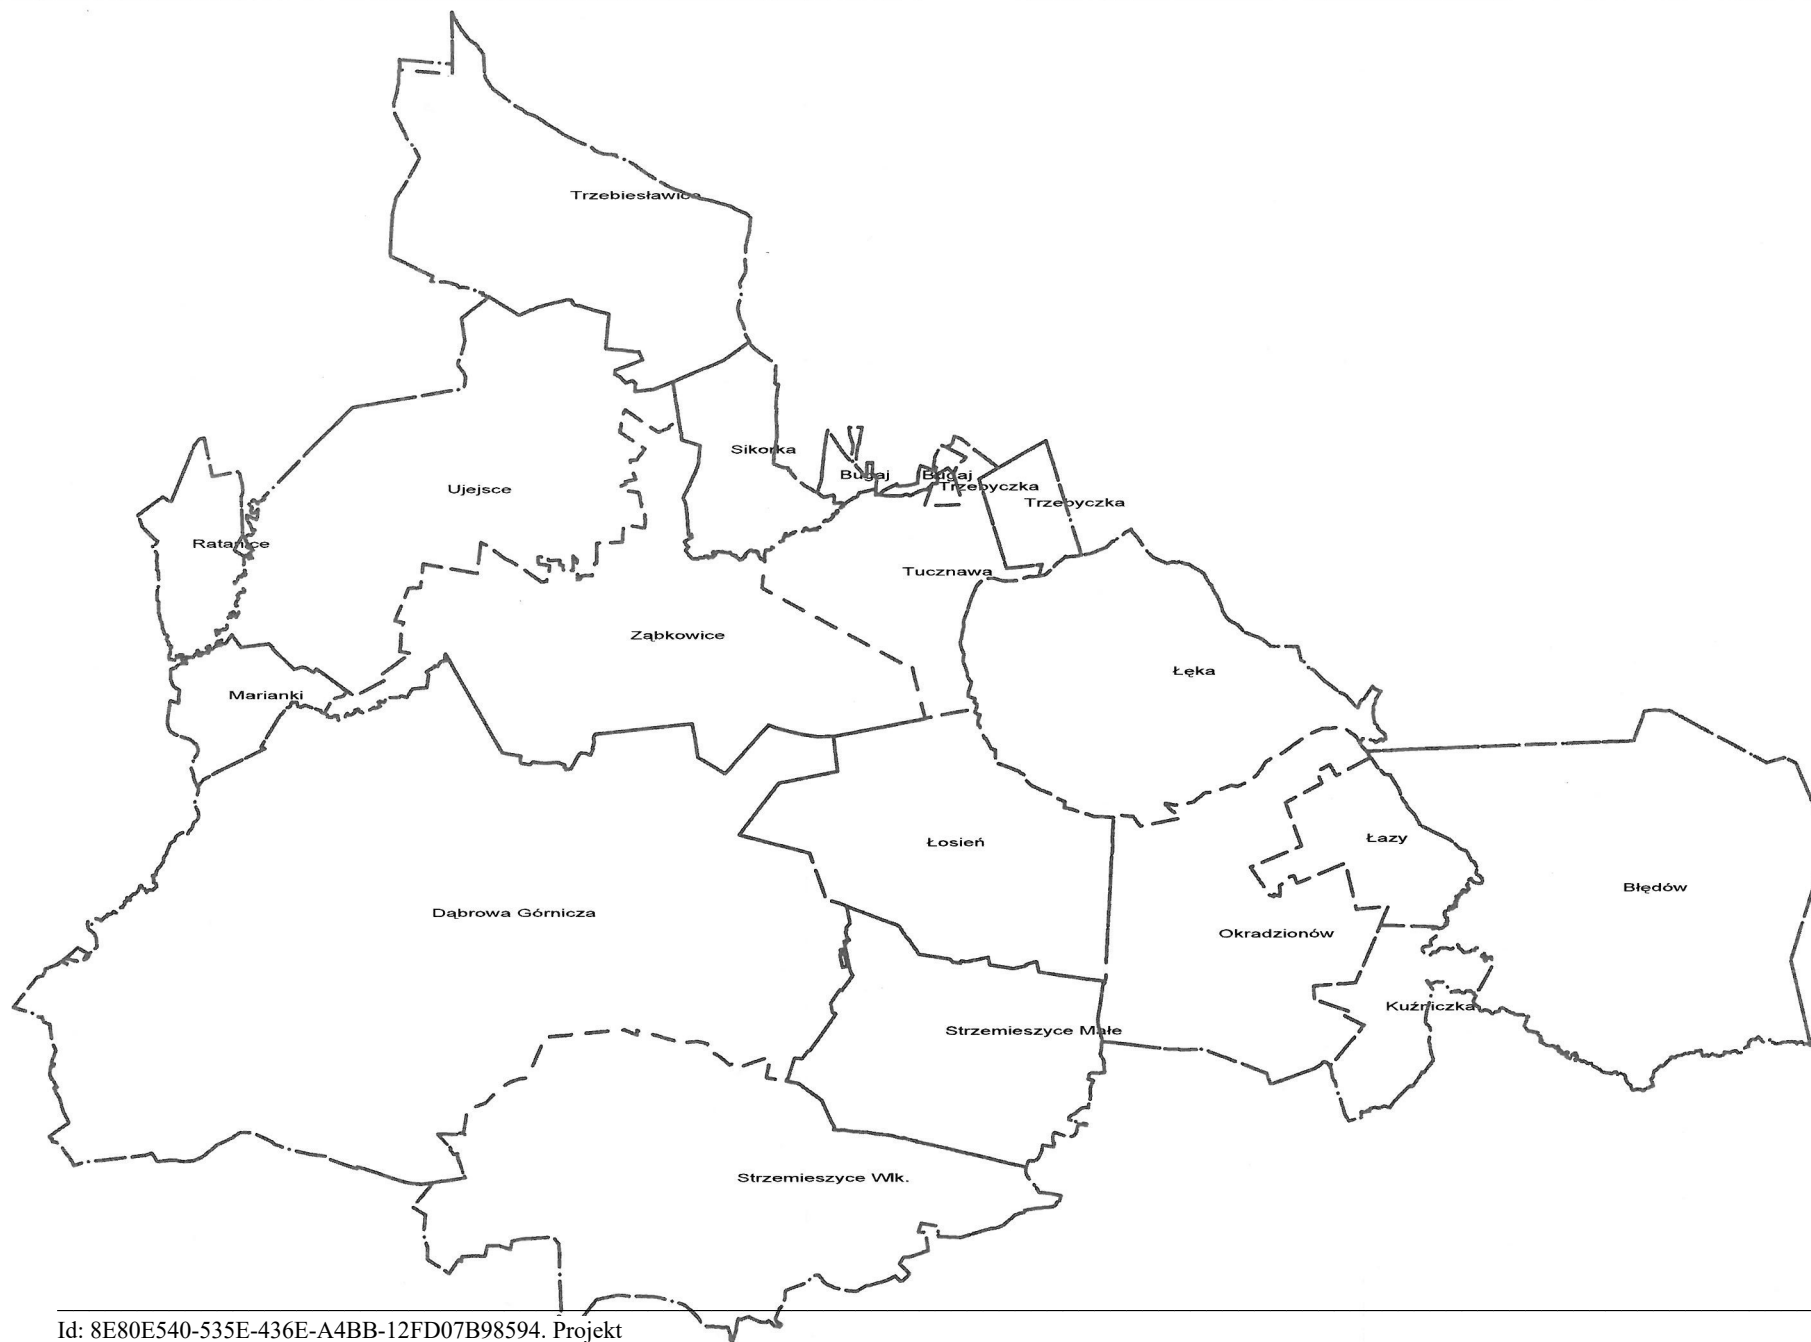 Trzebiesławice
Sikorka
Bugaj
Bugaj
Trzebyczka
Ujejsce
Trzebyczka
Ratanice
Tucznawa
Ząbkowice
Łęka
Marianki
Łazy
Łosień
Błędów
Dąbrowa Górnicza
Okradzionów
Kuźniczka
Strzemieszyce Małe
Strzemieszyce Wlk.
Id: 8E80E540-535E-436E-A4BB-12FD07B98594. Projekt